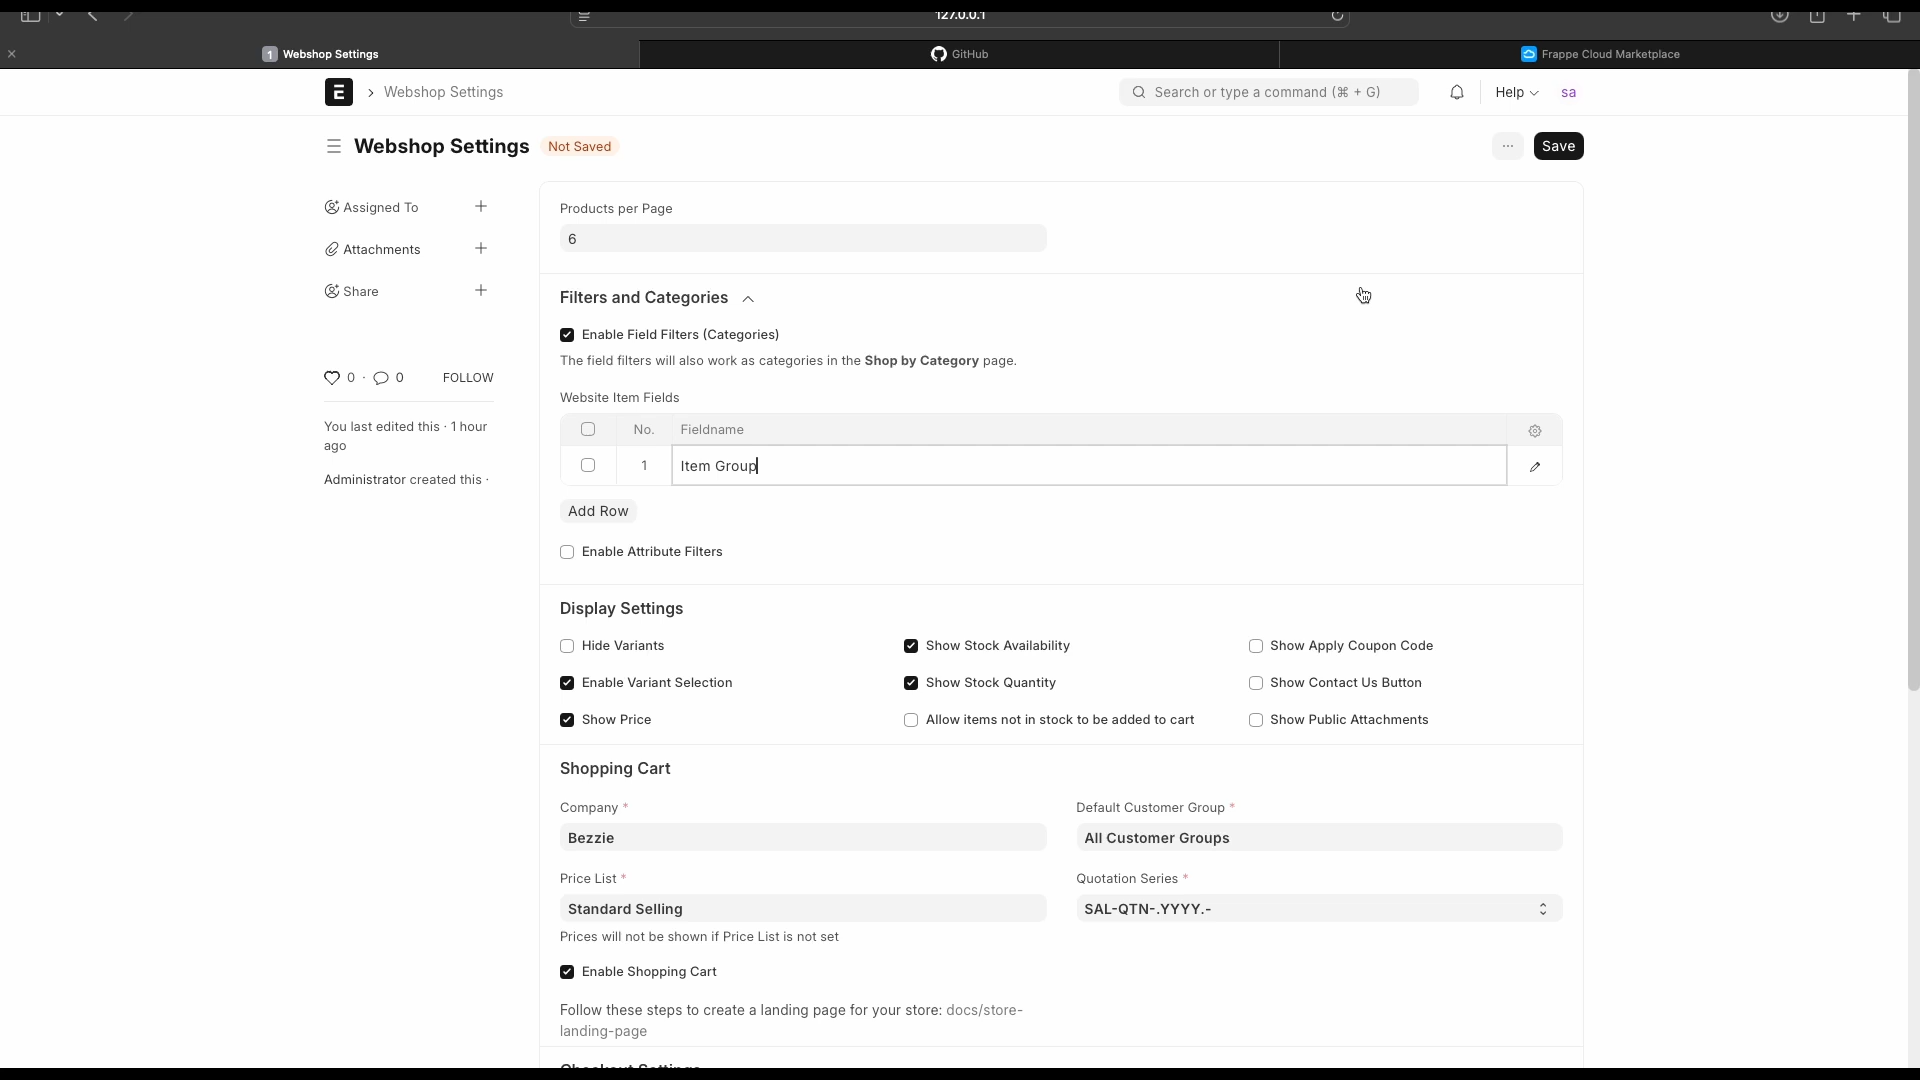 127.0.0.1
1 Webshop Settings
GitHub
Frappe Cloud Marketplace
E
Webshop Settings
Search or type a command (⌘ + G)
Help
sa
Webshop Settings
Not Saved
...
Save
Assigned To
Attachments
Share
0 · 0
FOLLOW
You last edited this · 1 hour
ago
Administrator created this ·
Products per Page
6
Filters and Categories
Enable Field Filters (Categories)
The field filters will also work as categories in the Shop by Category page.
Website Item Fields
No. Fieldname
1 Item Group
Add Row
Enable Attribute Filters
Display Settings
Hide Variants
Enable Variant Selection
Show Price
Show Stock Availability
Show Stock Quantity
Allow items not in stock to be added to cart
Show Apply Coupon Code
Show Contact Us Button
Show Public Attachments
Shopping Cart
Company *
Bezzie
Default Customer Group *
All Customer Groups
Price List *
Standard Selling
Prices will not be shown if Price List is not set
Quotation Series *
SAL-QTN-.YYYY.-
Enable Shopping Cart
Follow these steps to create a landing page for your store: docs/store-
landing-page
Checkout Settings